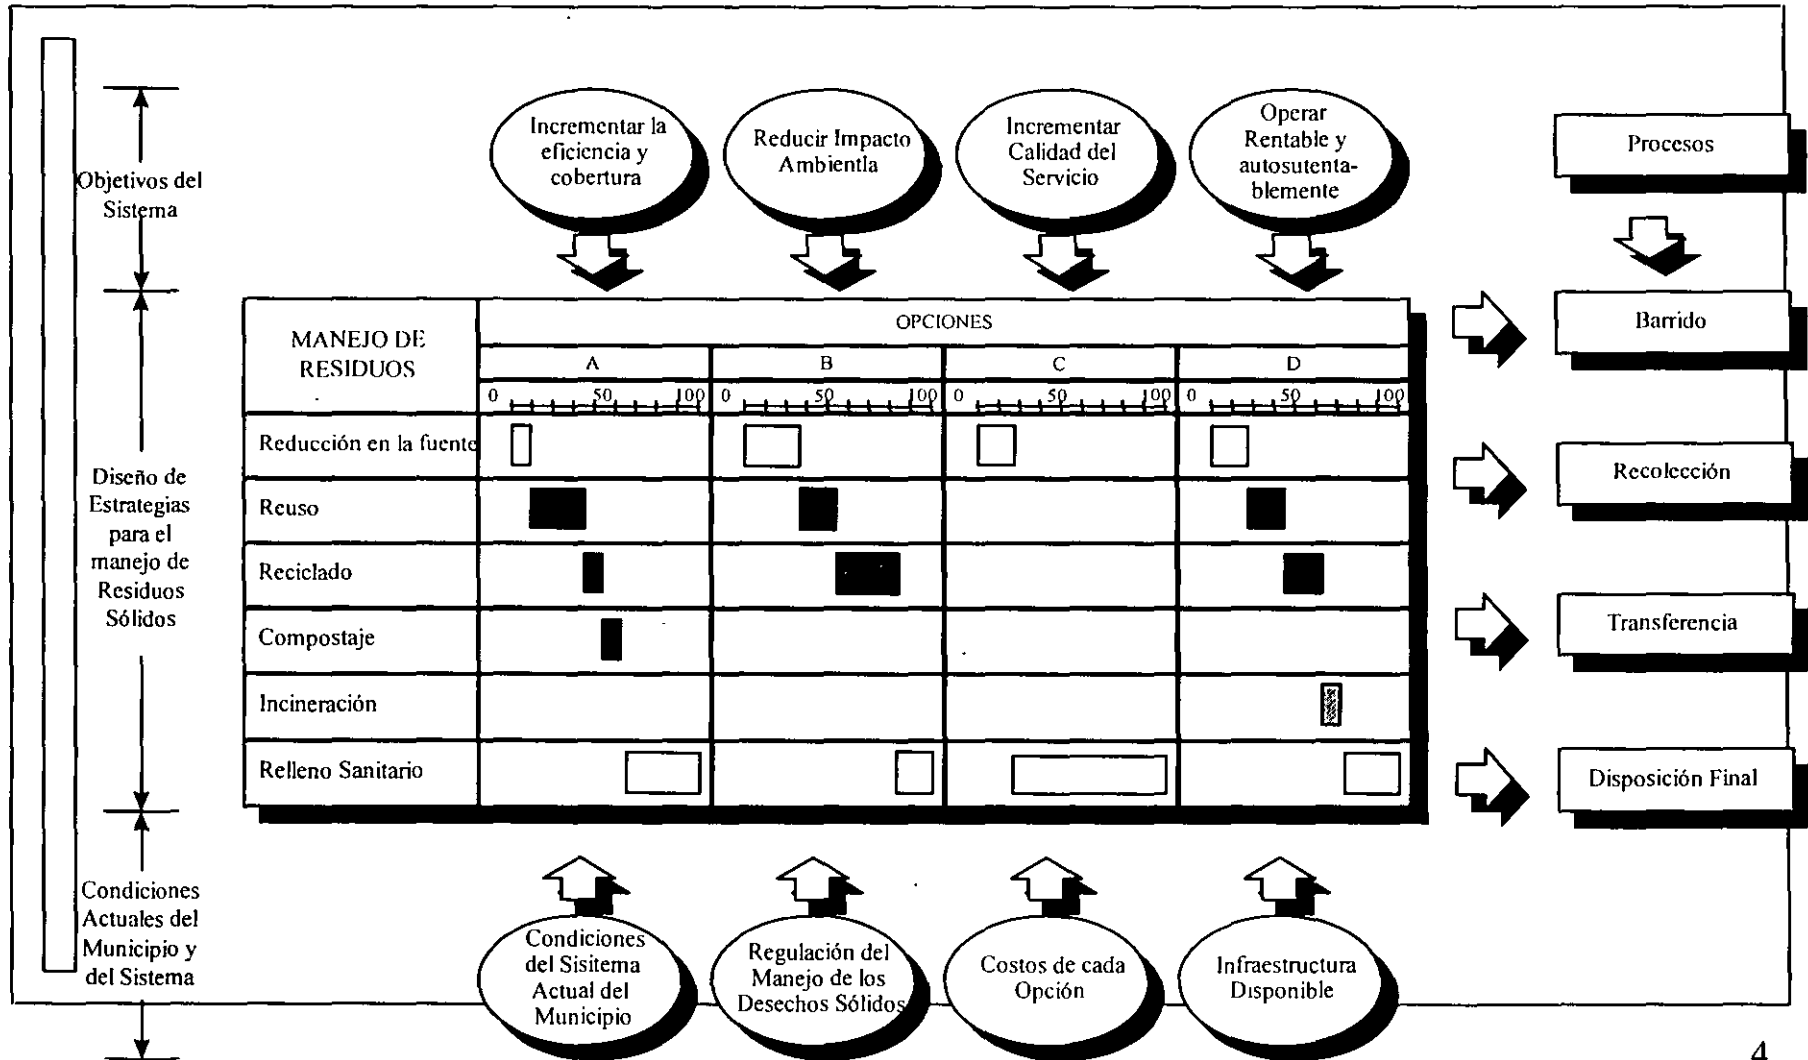 Objetivos del
Sistema
Incrementar la
eficiencia y
cobertura
Reducir Impacto
Ambientla
Incrementar
Calidad del
Servicio
Operar
Rentable y
autosutenta-
blemente
Procesos
MANEJO DE
RESIDUOS
OPCIONES
A B C D
0 50 100 0 50 100 0 50 100 0 50 100
Reducción en la fuente
Reuso
Reciclado
Compostaje
Incineración
Relleno Sanitario
Barrido
Recolección
Transferencia
Disposición Final
Diseño de
Estrategias
para el
manejo de
Residuos
Sólidos
Condiciones
Actuales del
Municipio y
del Sistema
Condiciones
del Sisitema
Actual del
Municipio
Regulación del
Manejo de los
Desechos Sólidos
Costos de cada
Opción
Infraestructura
Disponible
4